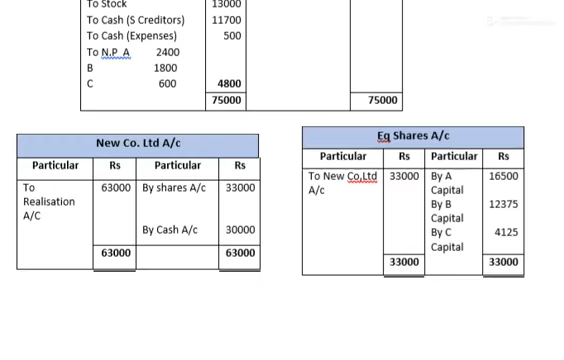 To Stock 13000
To Cash (S Creditors) 11700
To Cash (Expenses) 500
To N.P A 2400
B 1800
C 600 4800
75000 75000
New Co. Ltd A/c
Particular Rs Particular Rs
To 63000 By shares A/c 33000
Realisation
A/C
By Cash A/c 30000
63000 63000
Eq Shares A/c
Particular Rs Particular Rs
To New Co,Ltd 33000 By A 16500
A/c Capital
By B 12375
Capital
By C 4125
Capital
33000 33000